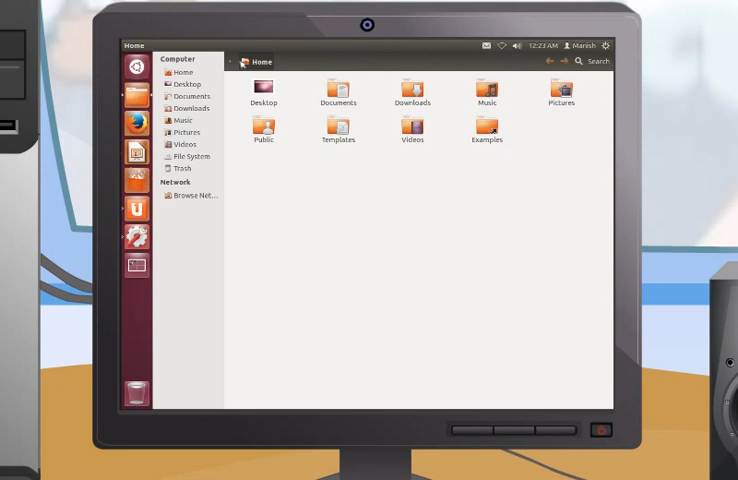 Home
12:23 AM Manish
Computer
Home
Desktop
Documents
Downloads
Music
Pictures
Videos
File System
Trash
Network
Browse Net...
Home
Search
Desktop
Documents
Downloads
Music
Pictures
Public
Templates
Videos
Examples